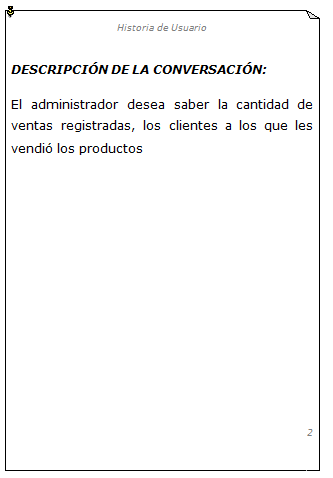 Historia de Usuario
DESCRIPCIÓN DE LA CONVERSACIÓN:
El administrador desea saber la cantidad de
ventas registradas, los clientes a los que les
vendió los productos
2